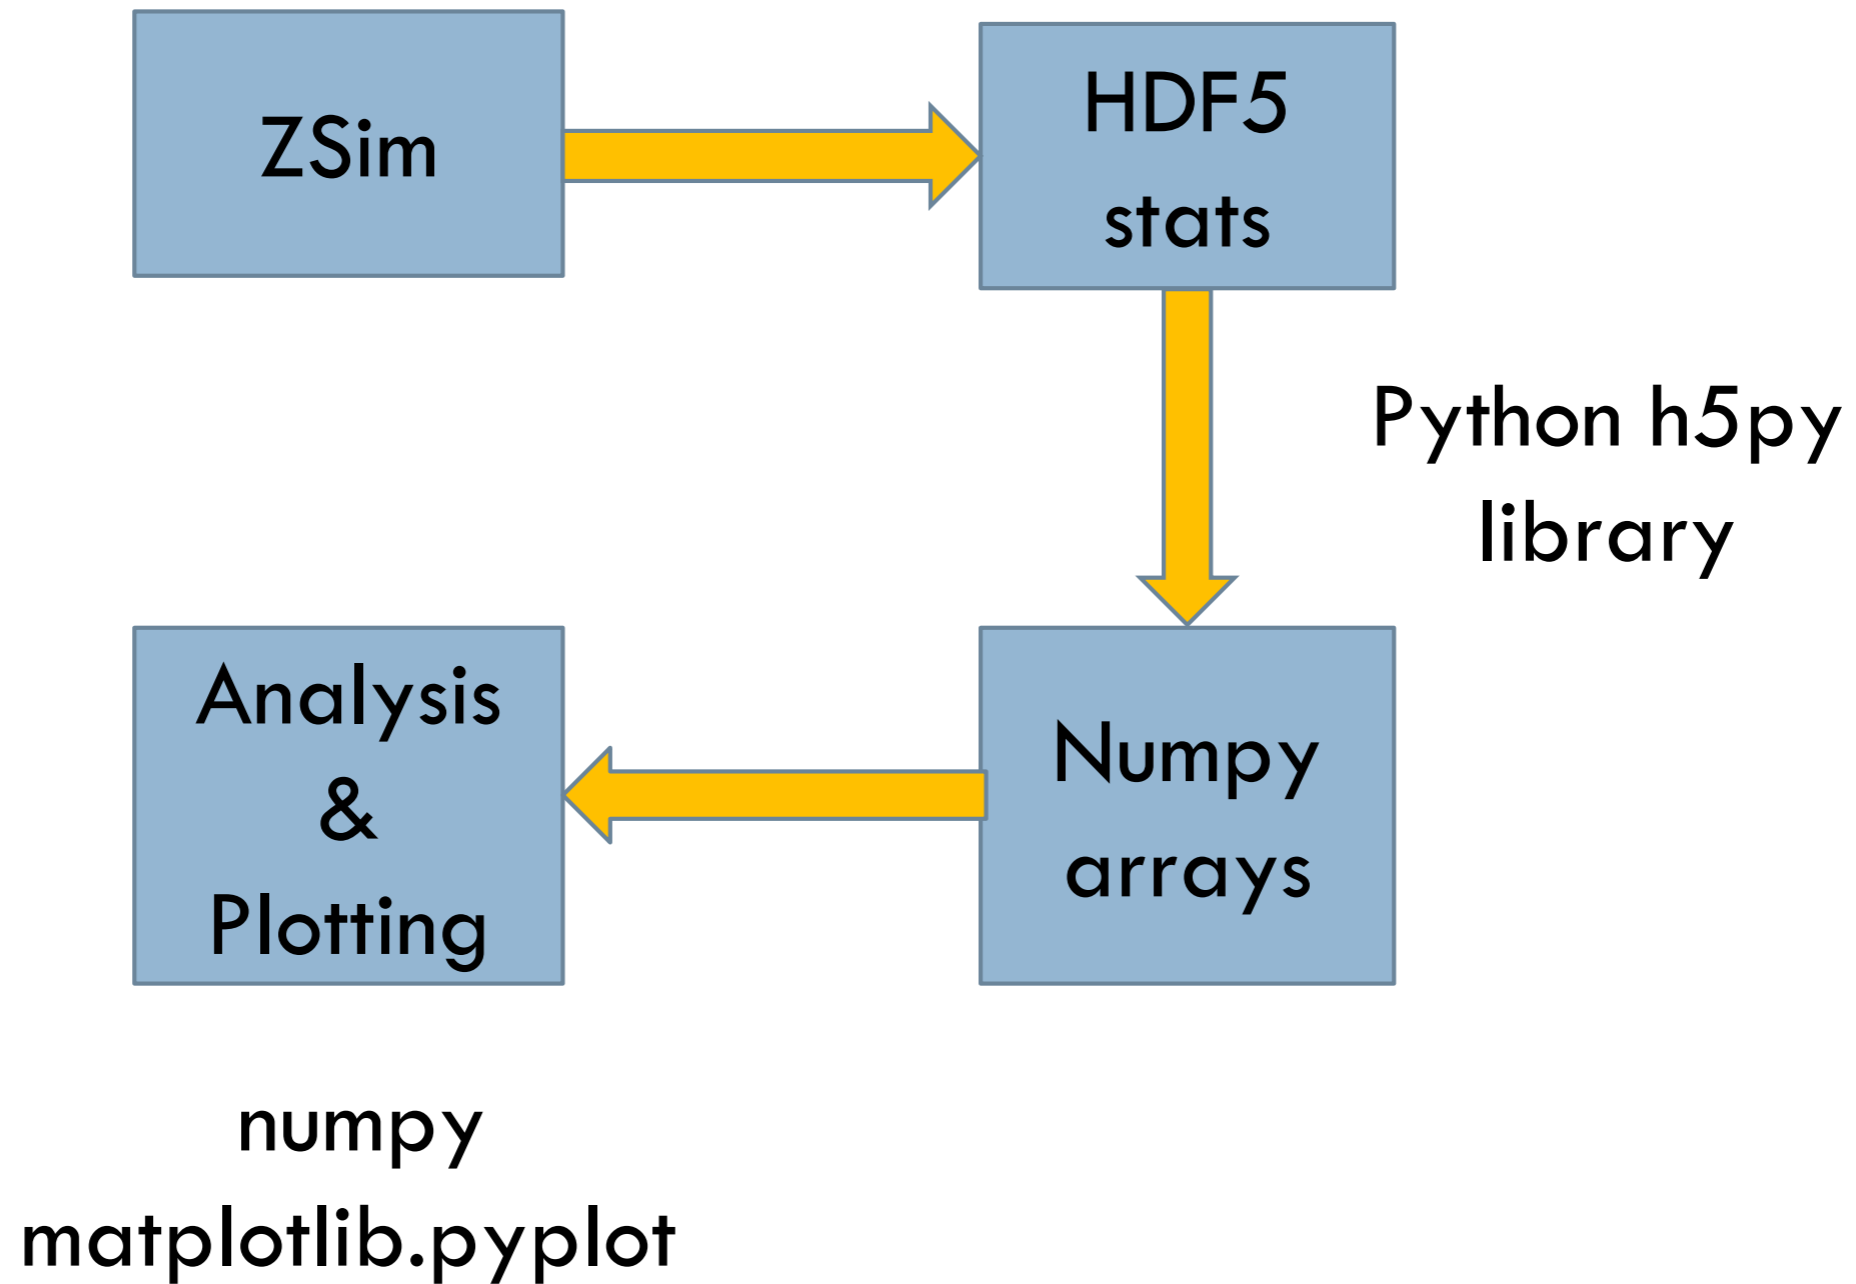 ZSim
HDF5
stats
Python h5py
library
Numpy
arrays
Analysis
&
Plotting
numpy
matplotlib.pyplot